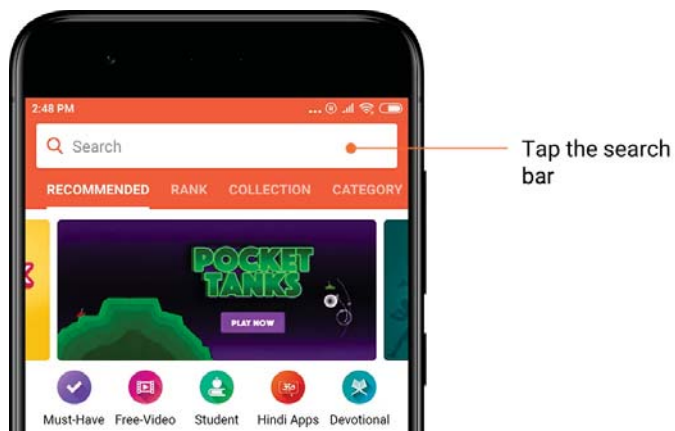 2:48 PM
Search
Tap the search
bar
RECOMMENDED RANK COLLECTION CATEGORY
POCKET
TANKS
PLAY NOW
Must-Have Free-Video Student Hindi Apps Devotional